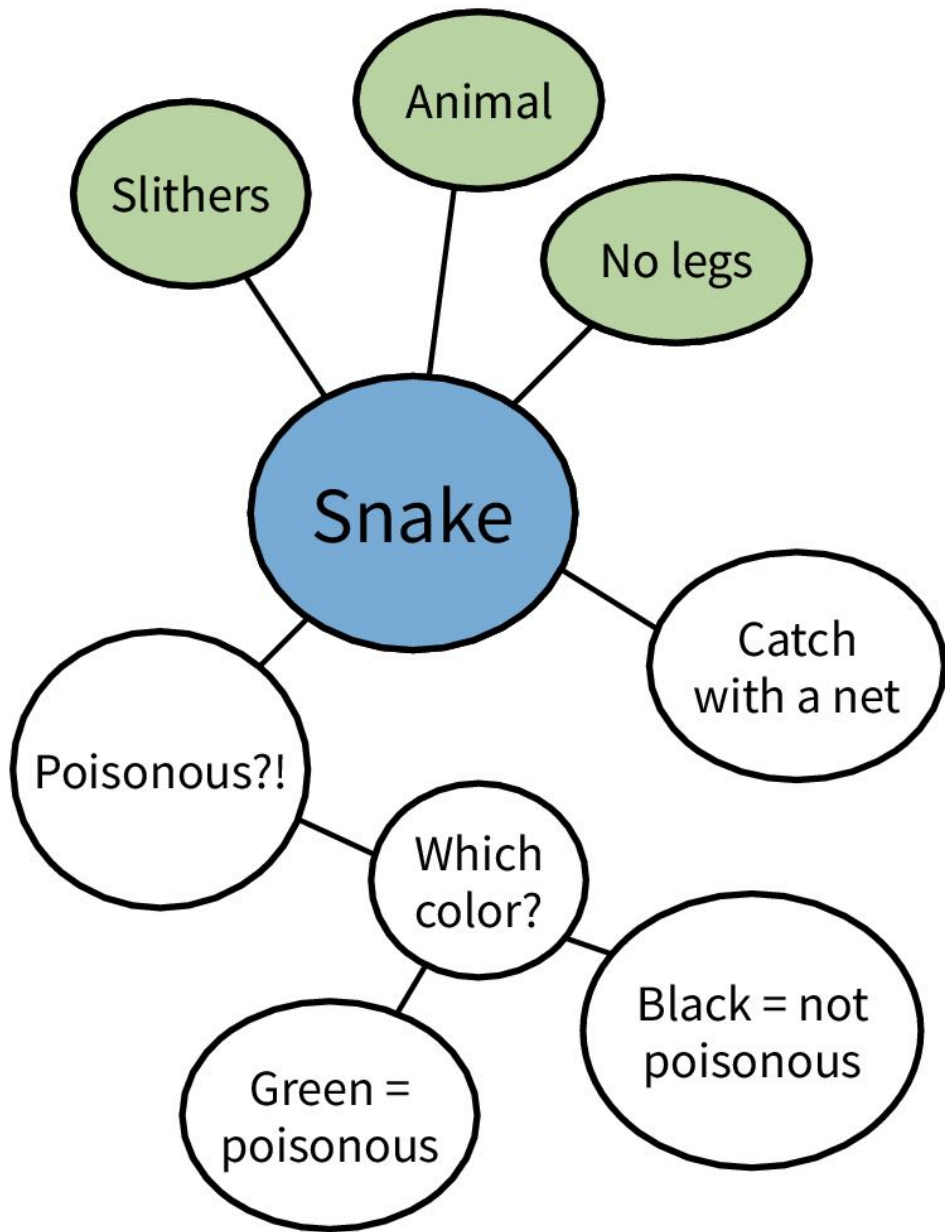 Animal
Slithers
No legs
Snake
Catch
with a net
Poisonous?!
Which
color?
Black = not
poisonous
Green =
poisonous